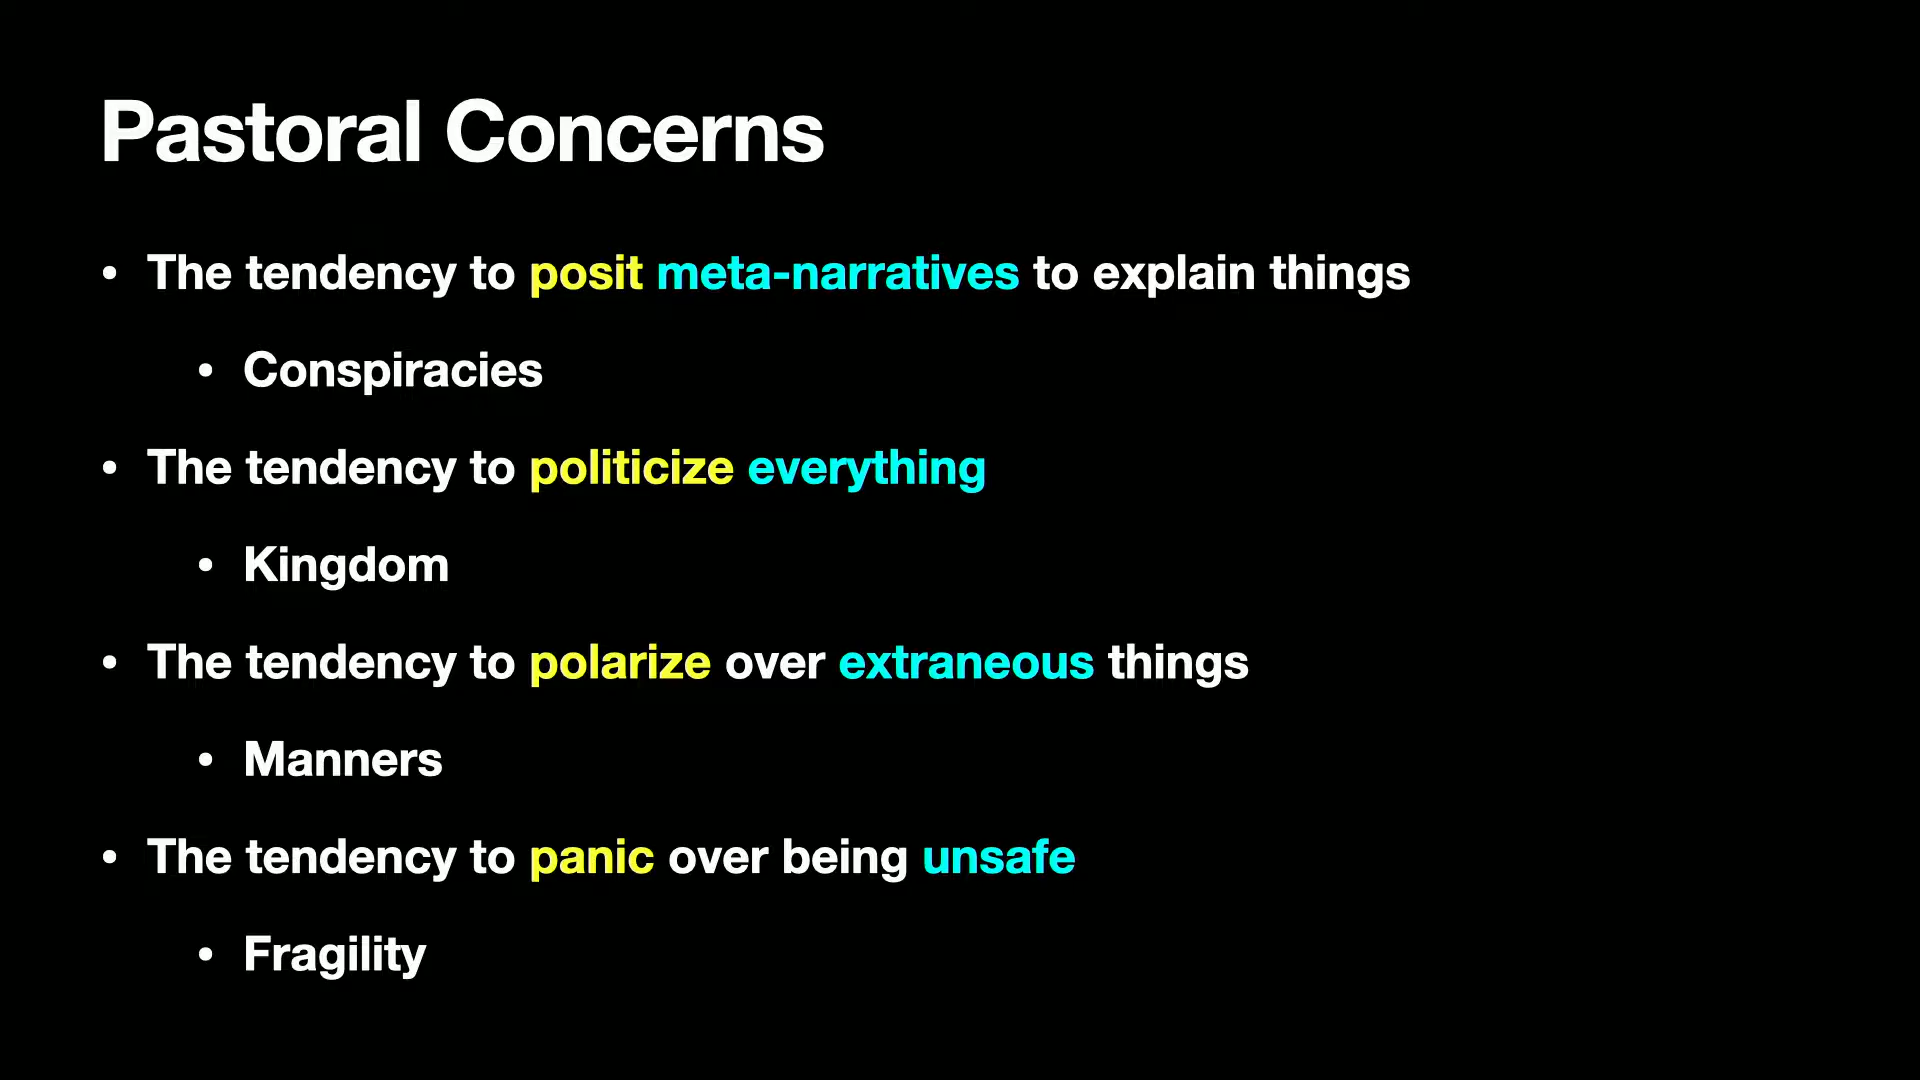 Pastoral Concerns
• The tendency to posit meta-narratives to explain things
• Conspiracies
• The tendency to politicize everything
• Kingdom
• The tendency to polarize over extraneous things
• Manners
• The tendency to panic over being unsafe
• Fragility